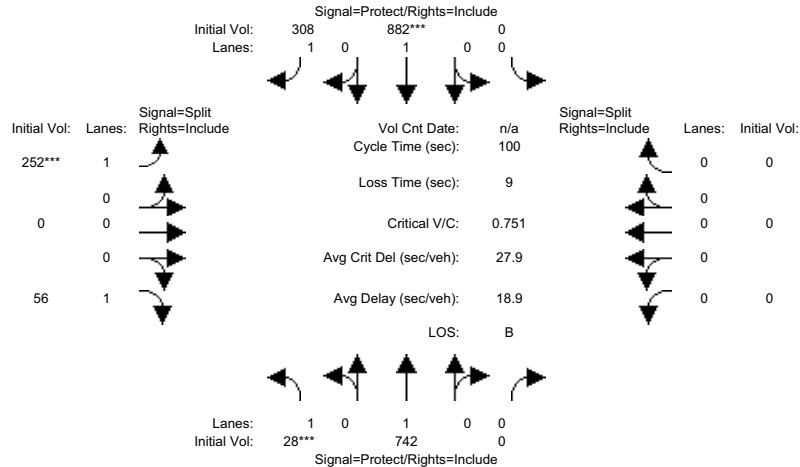 Signal=Protect/Rights=Include
Initial Vol: 308 882*** 0
Lanes: 1 0 1 0 0
Signal=Split
Signal=Split
Initial Vol: Lanes: Rights=Include Vol Cnt Date: n/a Rights=Include Lanes: Initial Vol:
Cycle Time (sec): 100
252*** 1 0 0
Loss Time (sec): 9
0 0
0 0 Critical V/C: 0.751 0 0
0 Avg Crit Del (sec/veh): 27.9 0
56 1 Avg Delay (sec/veh): 18.9 0 0
LOS: B
Lanes: 1 0 1 0 0
Initial Vol: 28*** 742 0
Signal=Protect/Rights=Include